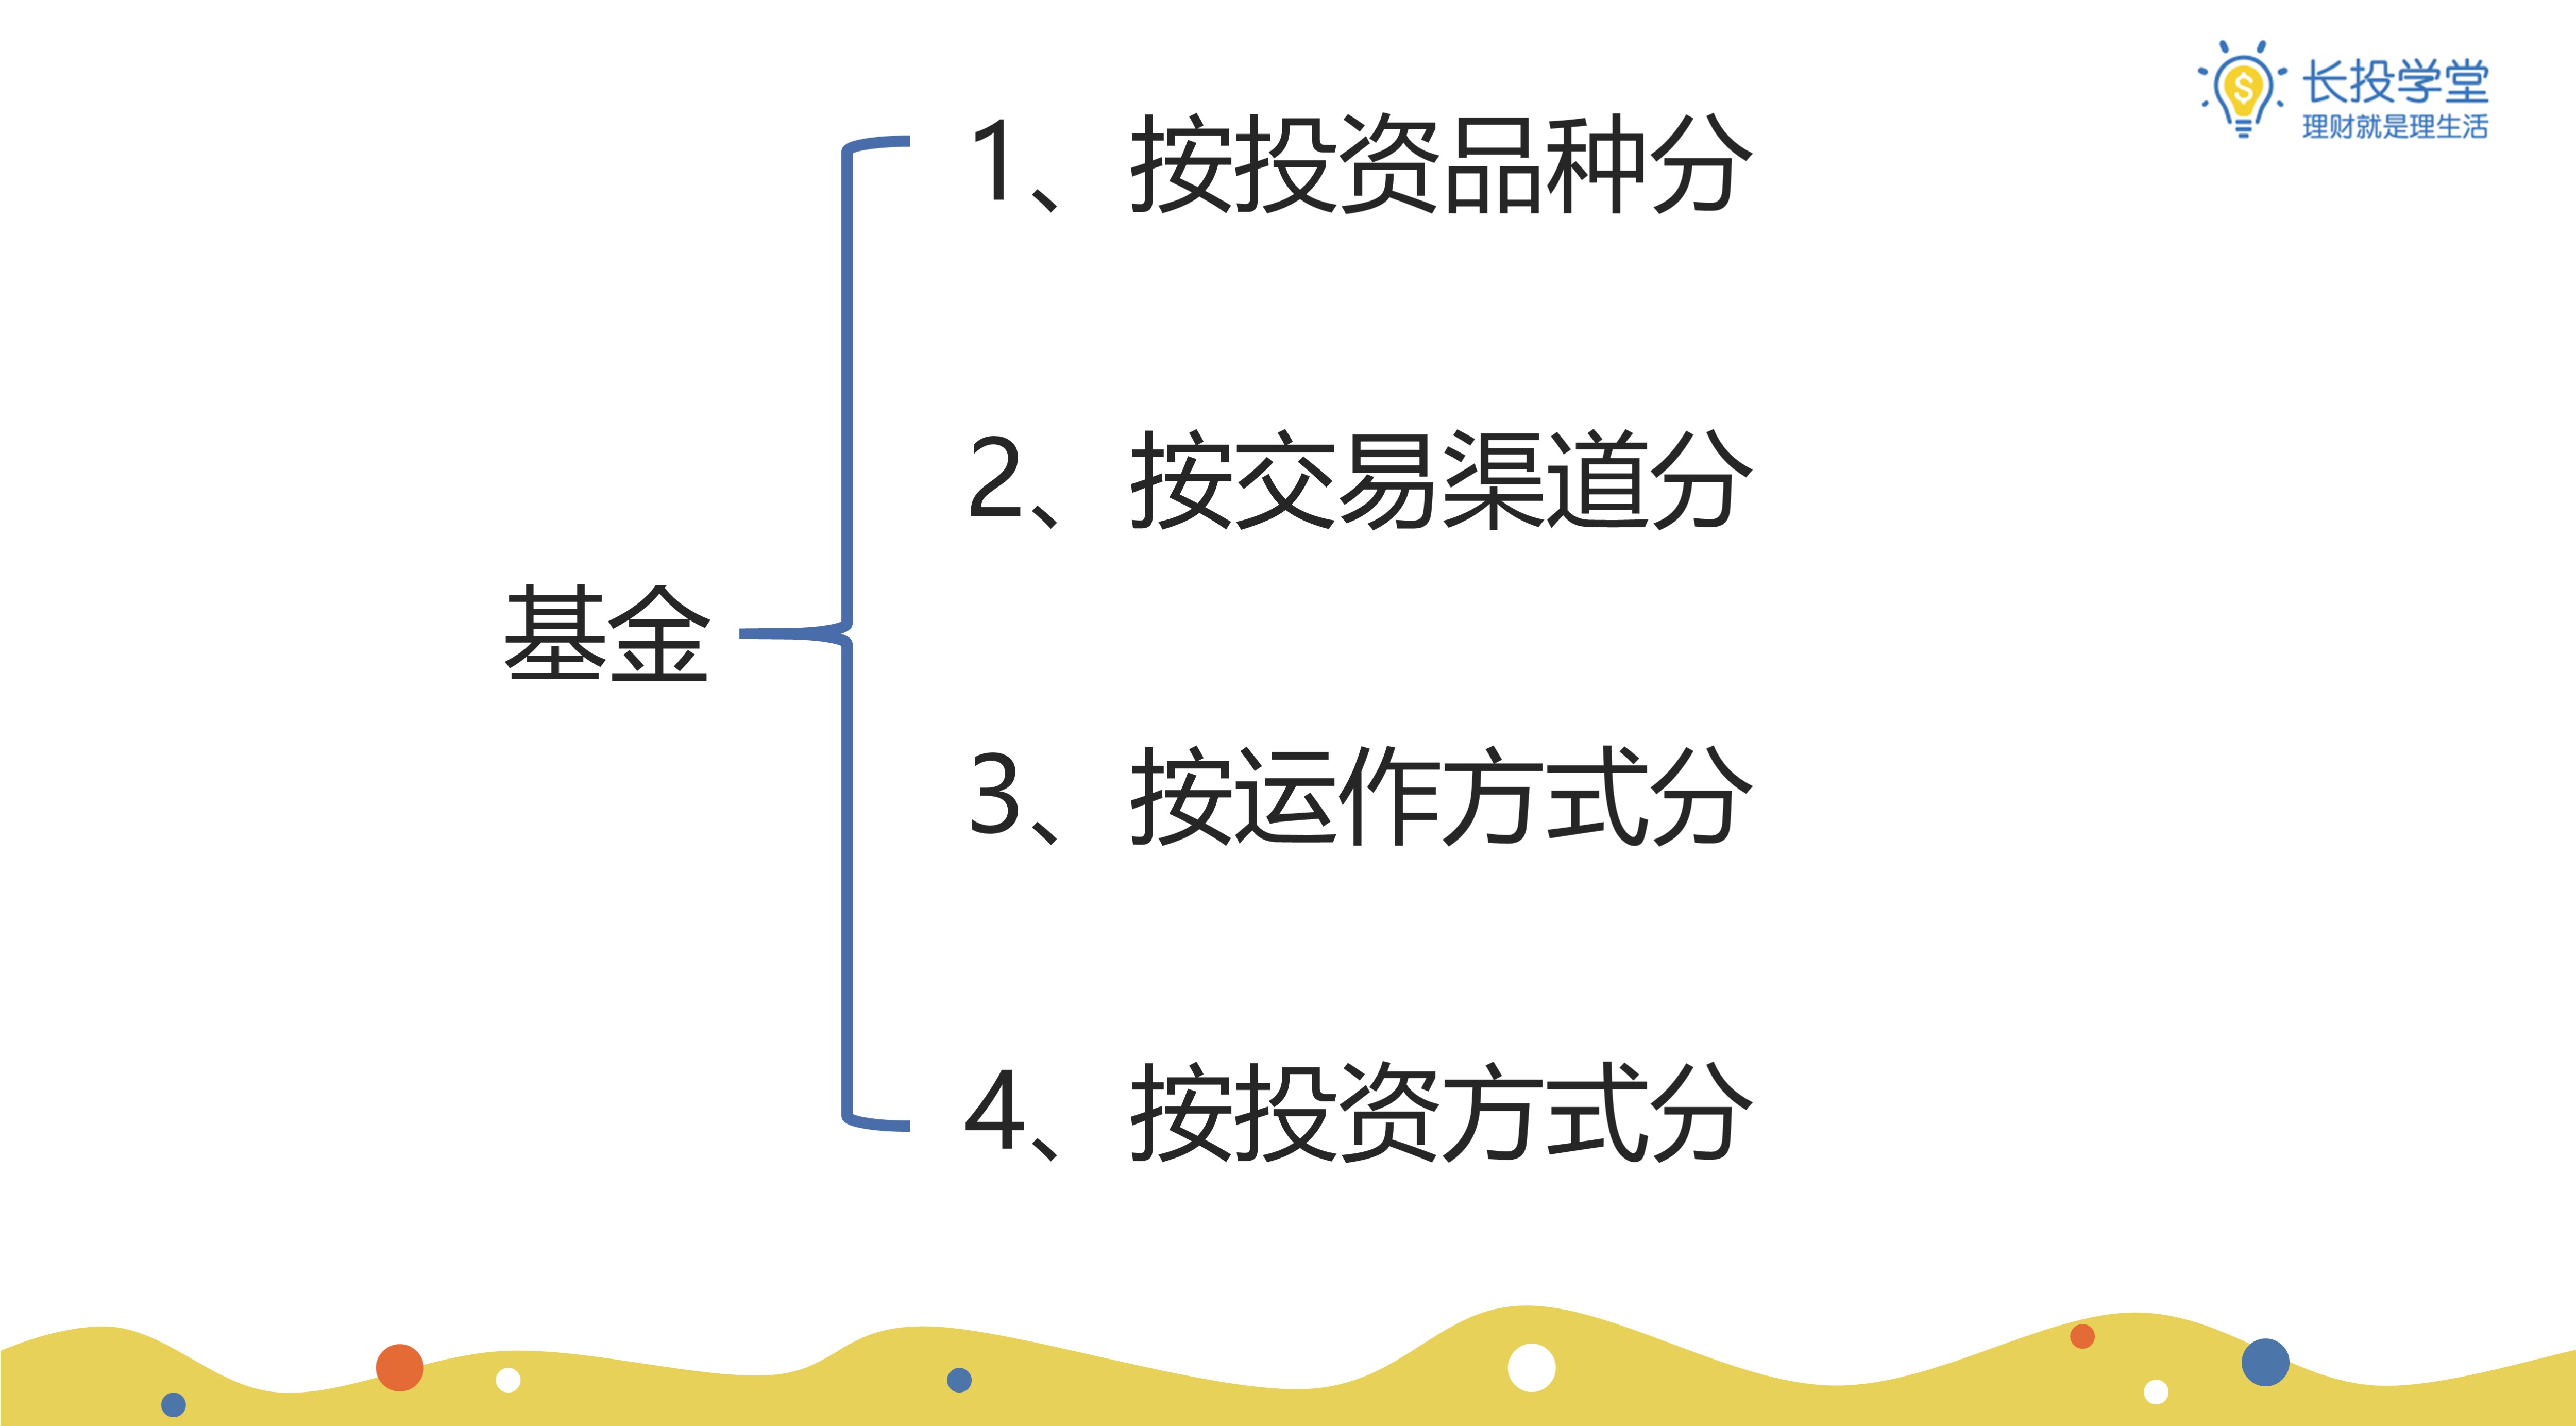 长投学堂
理财就是理生活
基金
1、按投资品种分
2、按交易渠道分
3、按运作方式分
4、按投资方式分